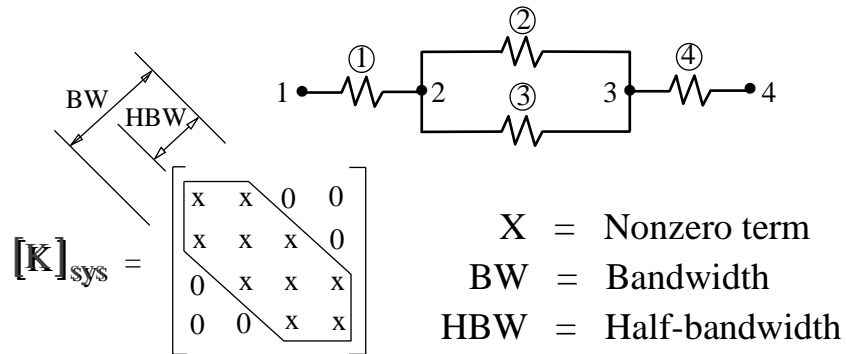 ②
① ④
BW 1 2 3 4
HBW ③
x x 0 0
x x x 0
[K]sys =
0 x x x
0 0 x x
X = Nonzero term
BW = Bandwidth
HBW = Half-bandwidth